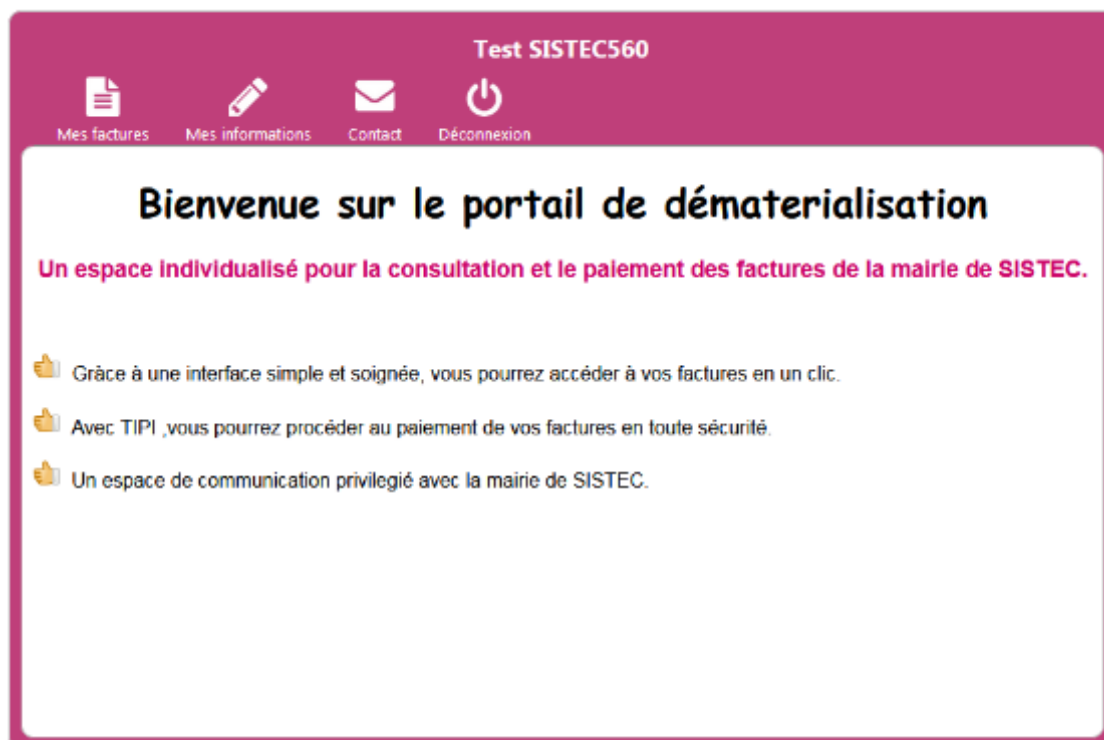 Test SISTEC560
Mes factures Mes informations Contact Déconnexion
Bienvenue sur le portail de dématerialisation
Un espace individualisé pour la consultation et le paiement des factures de la mairie de SISTEC.
Grâce à une interface simple et soignée, vous pourrez accéder à vos factures en un clic.
Avec TIPI ,vous pourrez procéder au paiement de vos factures en toute sécurité.
Un espace de communication privilegié avec la mairie de SISTEC.